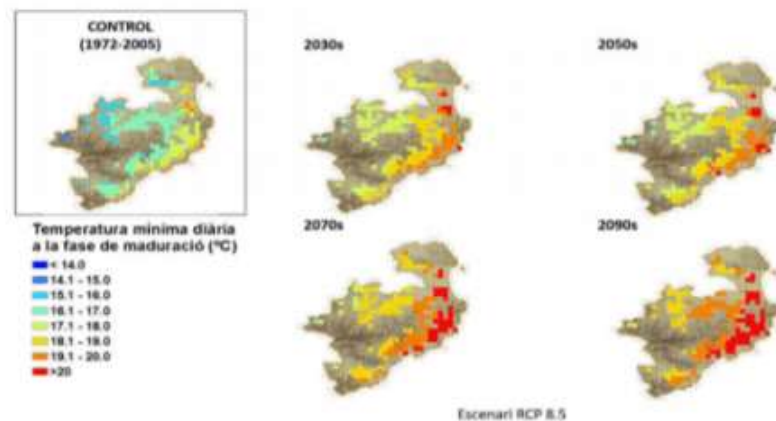 CONTROL
(1972-2005)
2030s
2050s
Temperatura mínima diària
a la fase de maduració (ºC)
< 14.0
14.1 - 15.0
15.1 - 16.0
16.1 - 17.0
17.1 - 18.0
18.1 - 19.0
19.1 - 20.0
>20
2070s
2090s
Escenari RCP 8.5